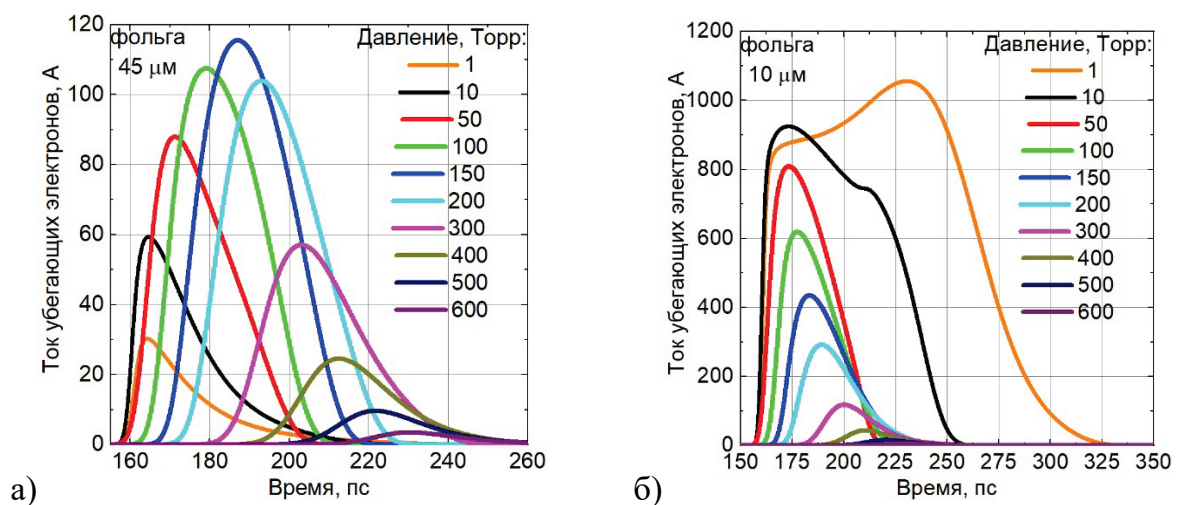 Ток убегающих электронов, А
120
100
80
60
40
20
0
фольга
45 μм
Давление, Торр:
1
10
50
100
150
200
300
400
500
600
160 180 200 220 240 260
Время, пс
а)
Ток убегающих электронов, А
1200
1000
800
600
400
200
0
фольга
10 μм
Давление, Торр:
1
10
50
100
150
200
300
400
500
600
150 175 200 225 250 275 300 325 350
Время, пс
б)